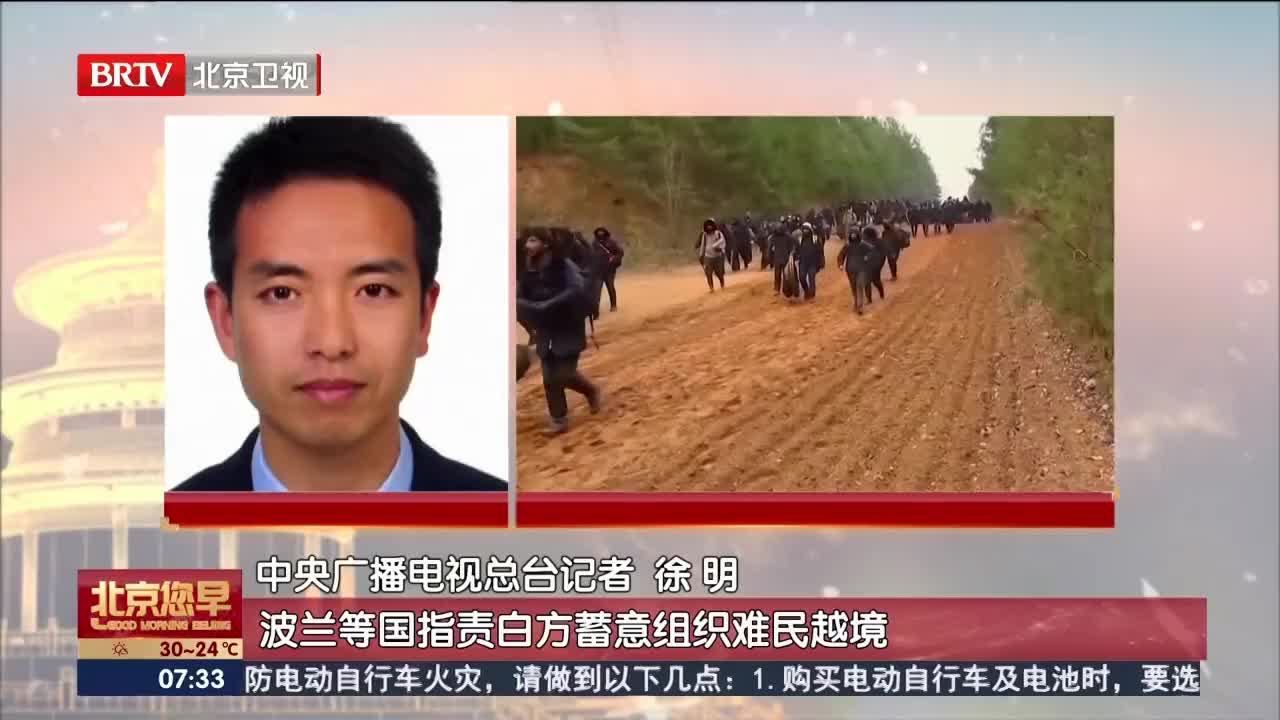 BRTV 北京卫视
中央广播电视总台记者 徐 明
北京您早
GOOD MORNING BEIJING
波兰等国指责白方蓄意组织难民越境
30~24℃
07:33 防电动自行车火灾，请做到以下几点：1.购买电动自行车及电池时，要选